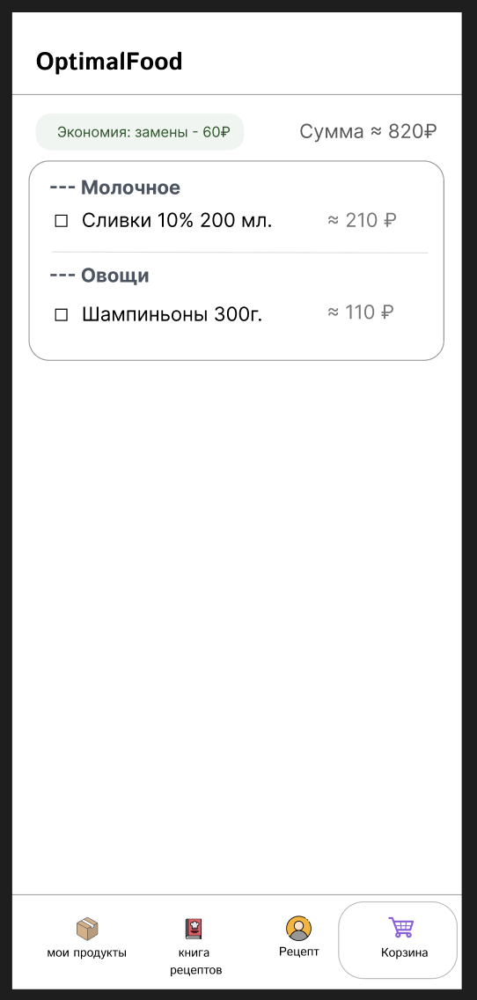 OptimalFood
Экономия: замены - 60₽
Сумма ≈ 820₽
--- Молочное
Сливки 10% 200 мл.
≈ 210 ₽
--- Овощи
Шампиньоны 300г.
≈ 110 ₽
мои продукты
книга
рецептов
Рецепт
Корзина